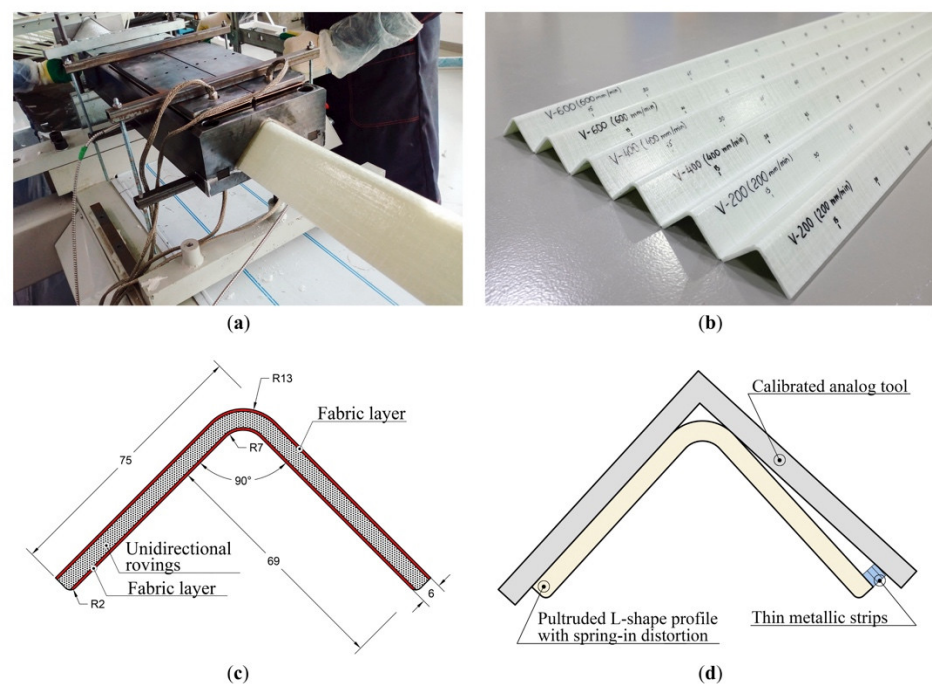 V-600 (600 mm/min)
V-600 (600 mm/min)
V-400 (400 mm/min)
V-400 (400 mm/min)
V-200 (200 mm/min)
V-200 (200 mm/min)
(a)
(b)
R13
Fabric layer
75
R7
90°
Unidirectional
rovings
Fabric layer
69
R2
6
Calibrated analog tool
Pultruded L-shape profile
with spring-in distortion
Thin metallic strips
(c)
(d)